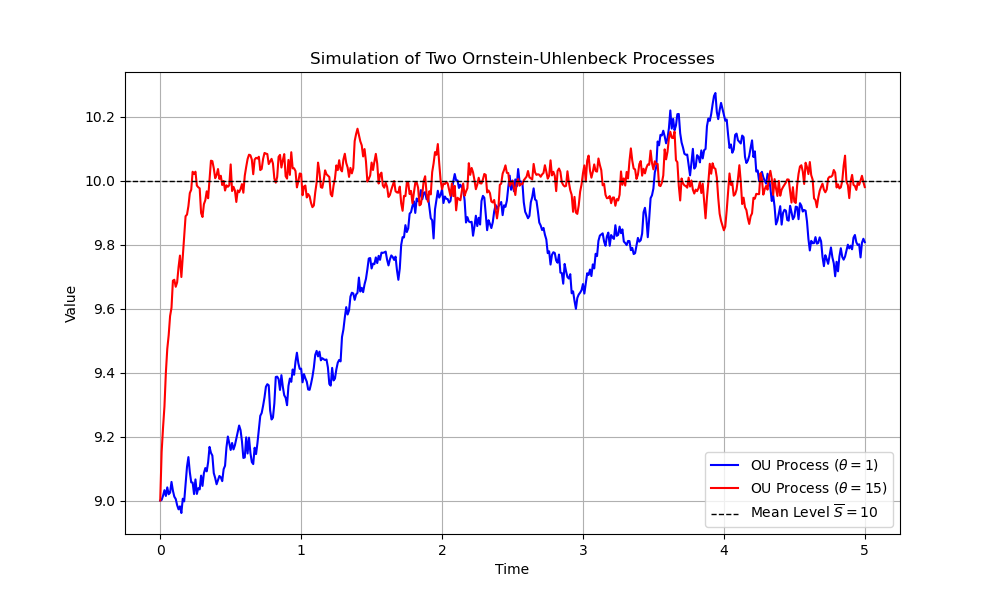 Simulation of Two Ornstein-Uhlenbeck Processes
Value
10.2
10.0
9.8
9.6
9.4
9.2
9.0
OU Process (θ = 1)
OU Process (θ = 15)
Mean Level S̅ = 10
0 1 2 3 4 5
Time